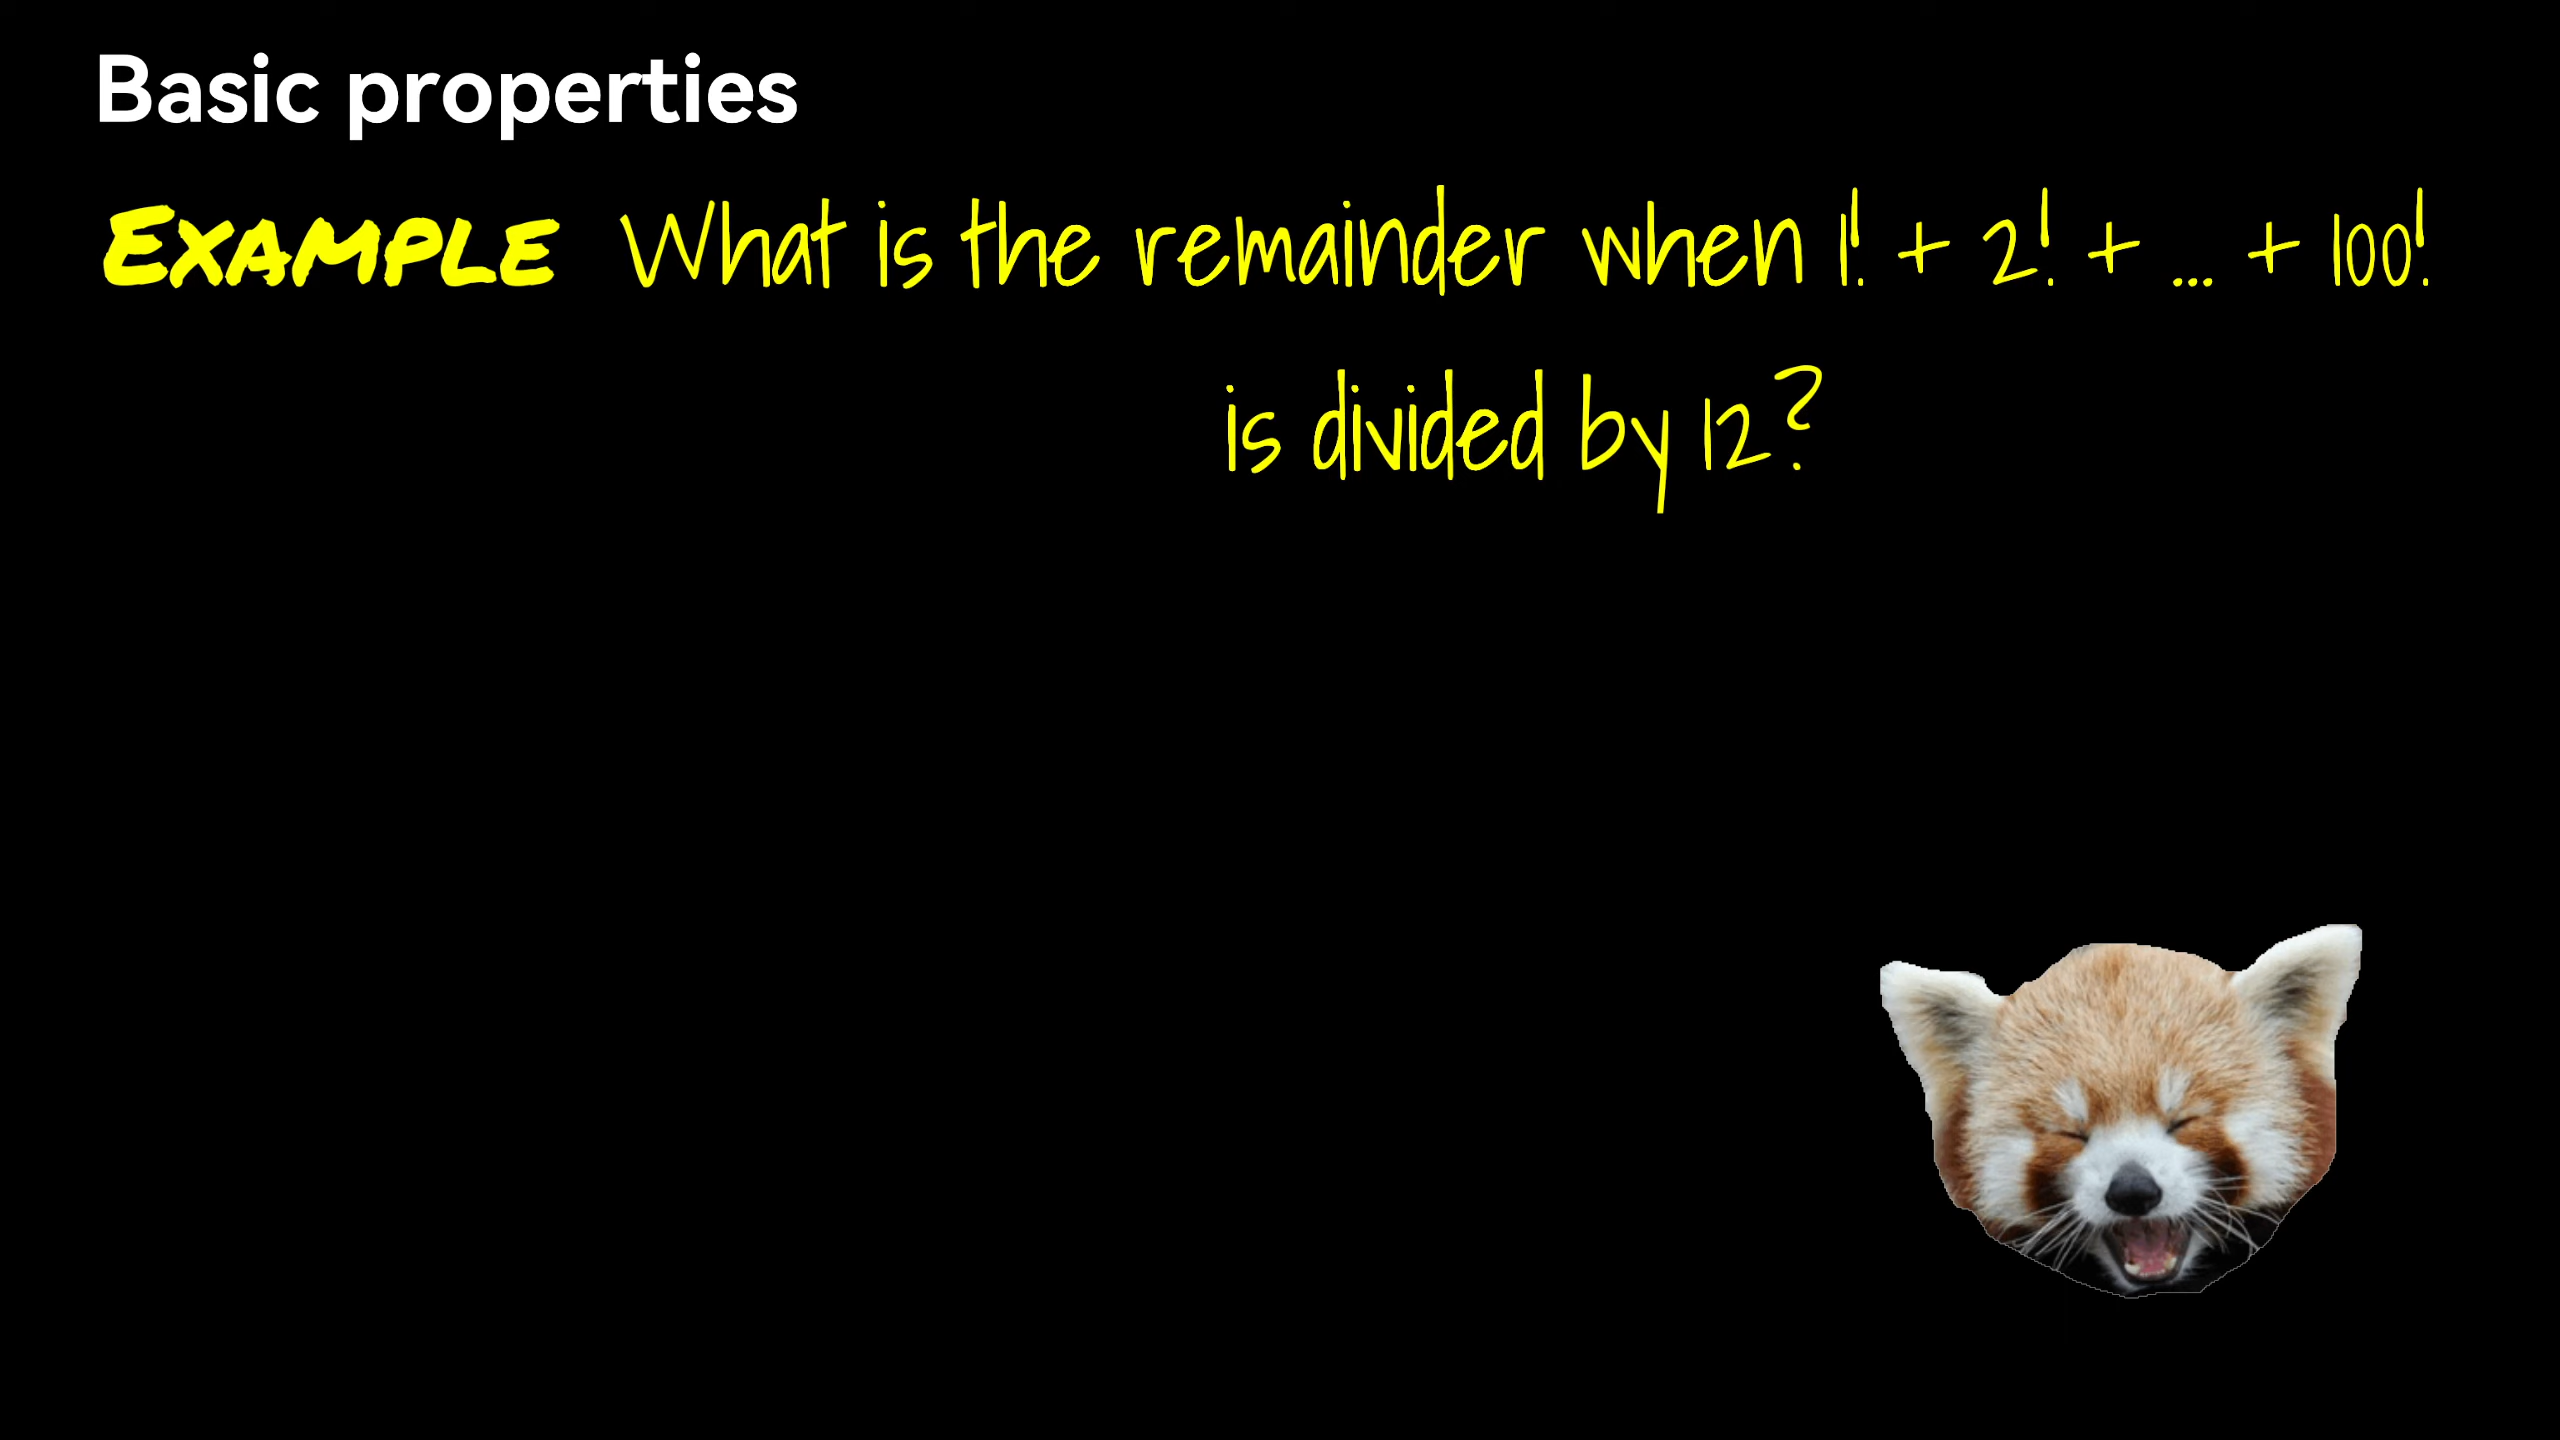 Basic properties
EXAMPLE What is the remainder when 1! + 2! + ... + 100!
is divided by 12?